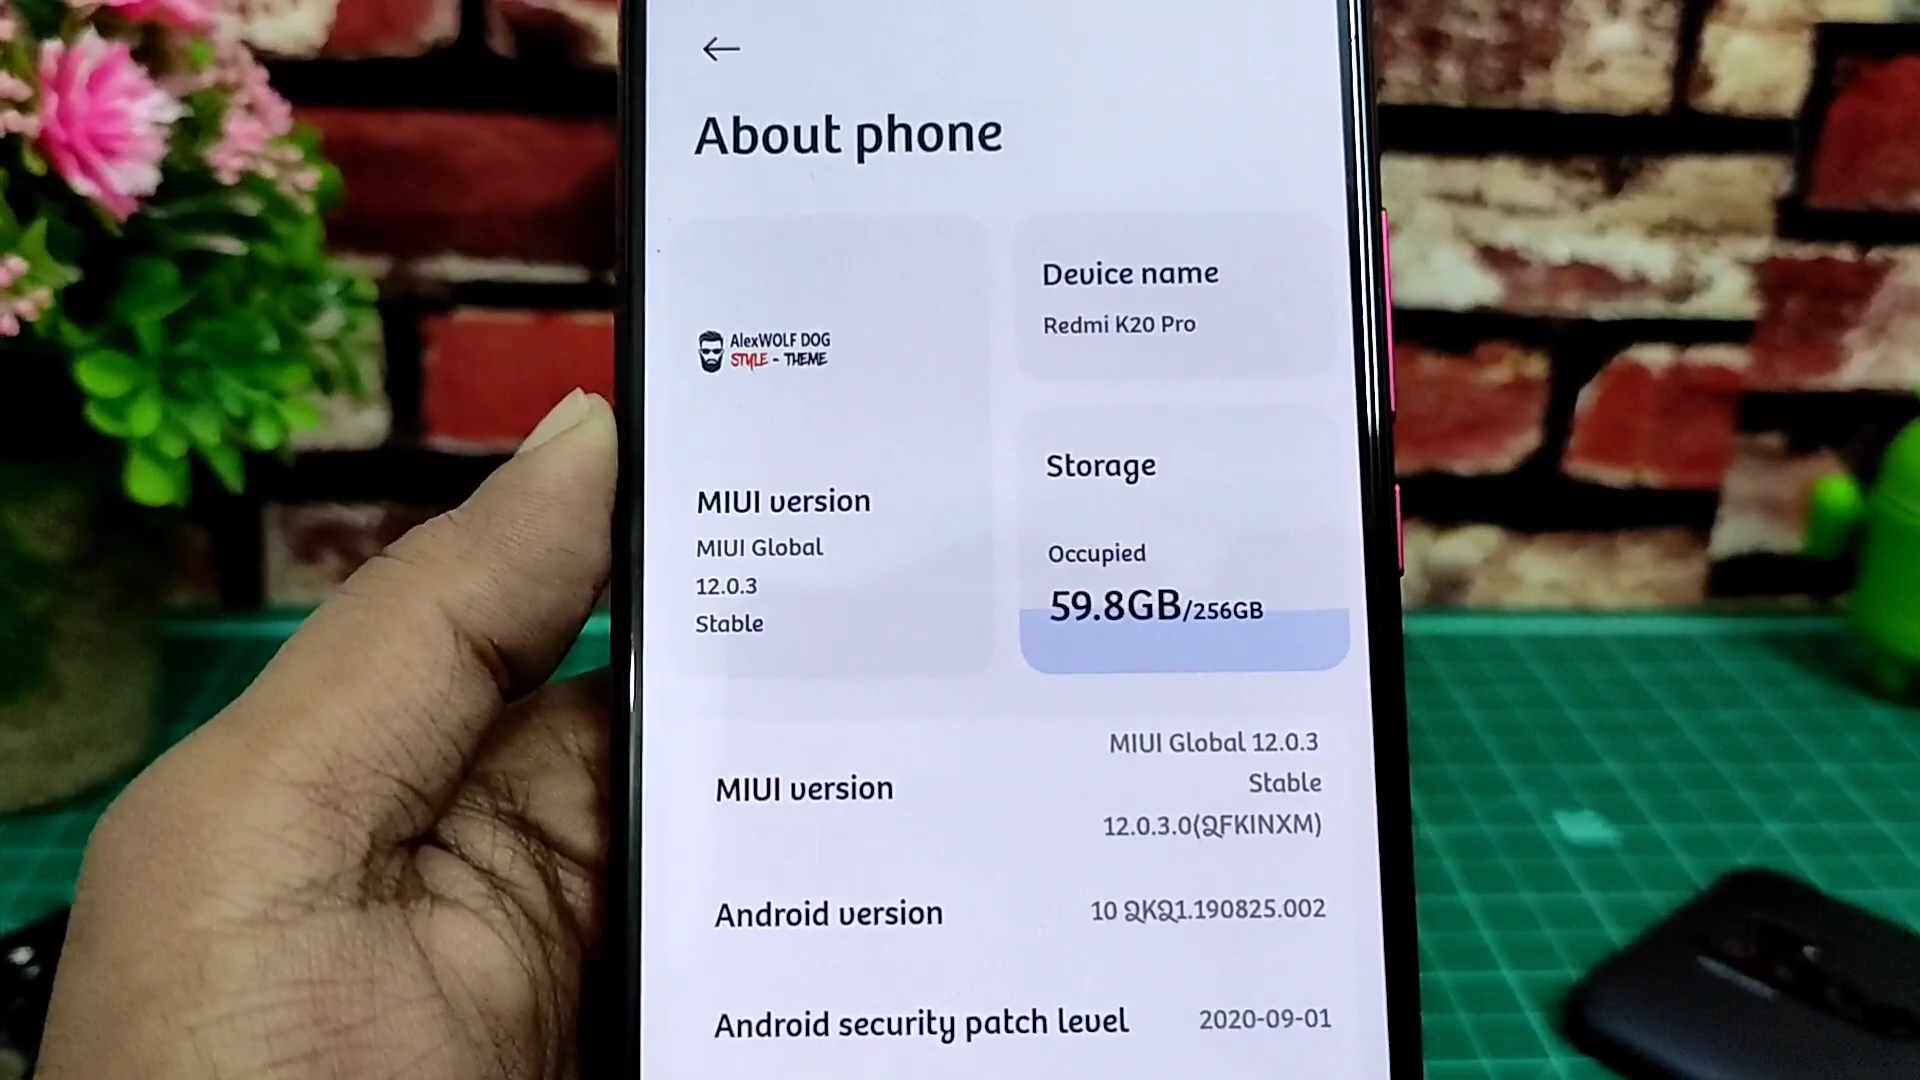 About phone
AlexWOLF DOG
STYLE - THEME
MIUI version
MIUI Global
12.0.3
Stable
Device name
Redmi K20 Pro
Storage
Occupied
59.8GB/256GB
MIUI version
MIUI Global 12.0.3
Stable
12.0.3.0(QFKINXM)
Android version
10 QKQ1.190825.002
Android security patch level
2020-09-01